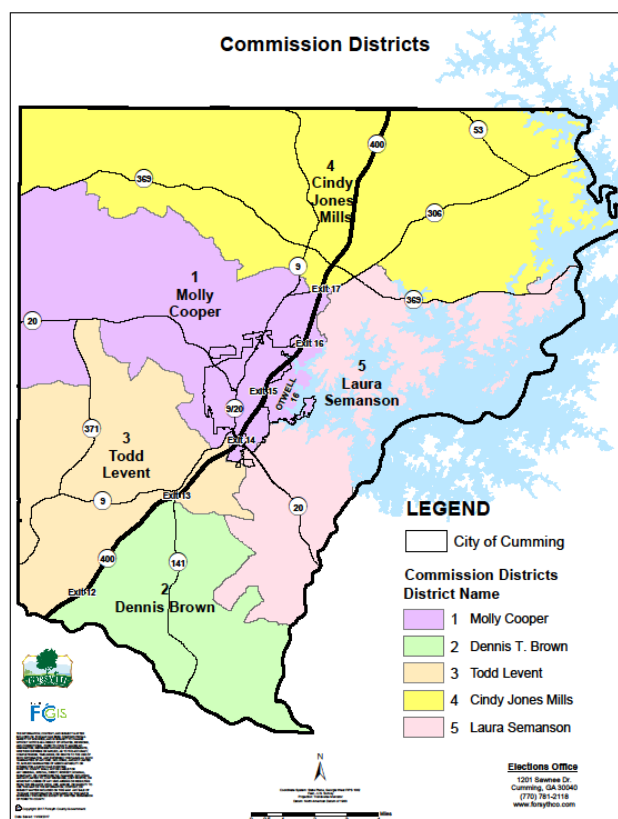 Commission Districts
53
400
4
Cindy
Jones
Mills
369
306
9
1
Molly
Cooper
Exit 17
369
20
Exit 16
5
Laura
Semanson
Exit 15
OTWELL
16
9/20
371
3
Todd
Levent
Exit 14
Exit 13
9
20
400
141
Exit 12
2
Dennis Brown
LEGEND
City of Cumming
Commission Districts
District Name
1 Molly Cooper
2 Dennis T. Brown
3 Todd Levent
4 Cindy Jones Mills
5 Laura Semanson
FCGIS
N
Miles
Elections Office
1201 Sawnee Dr.
Cumming, GA 30040
(770) 781-2118
www.forsythco.com